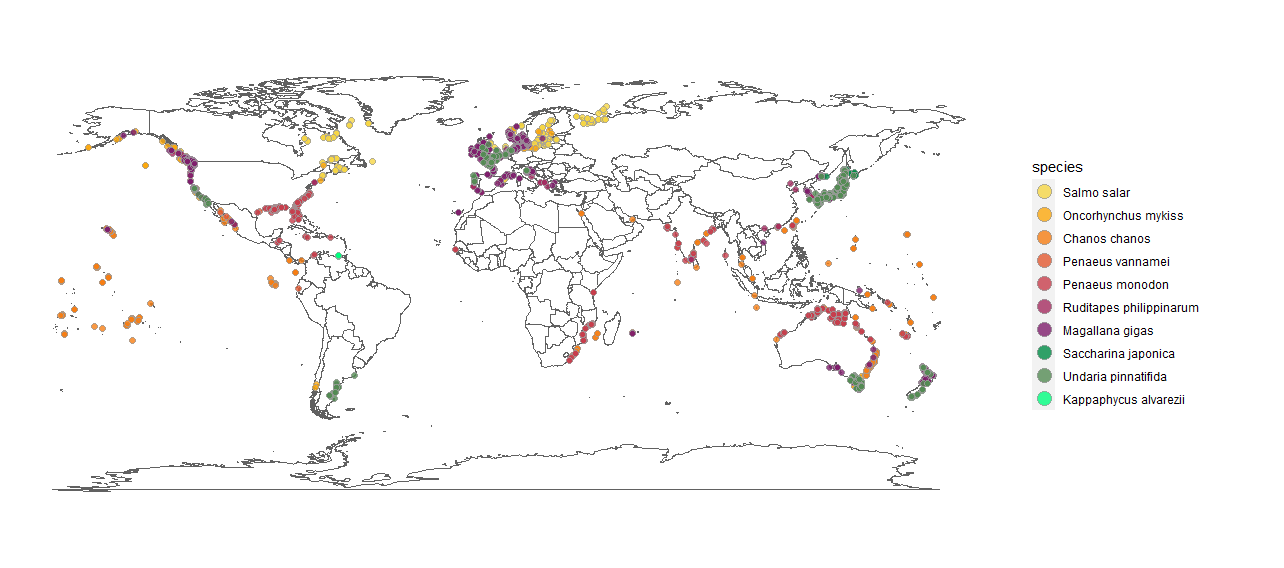 species
Salmo salar
Oncorhynchus mykiss
Chanos chanos
Penaeus vannamei
Penaeus monodon
Ruditapes philippinarum
Magallana gigas
Saccharina japonica
Undaria pinnatifida
Kappaphycus alvarezii